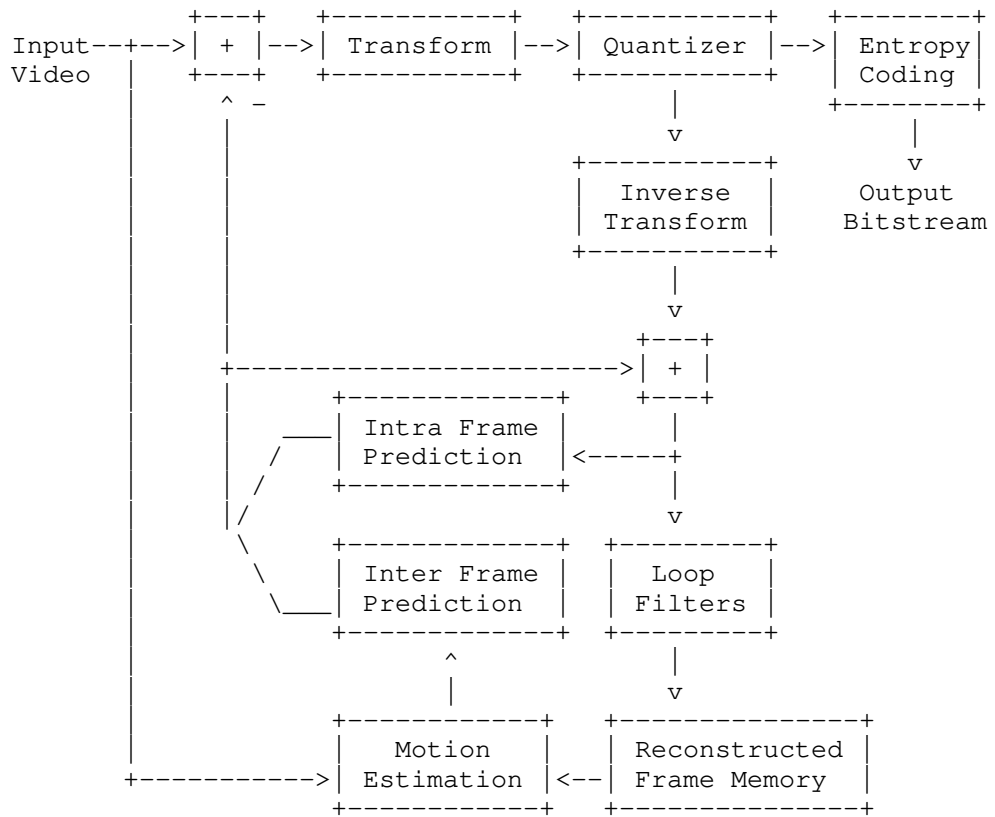 Input + Transform Quantizer Entropy
Video Coding
-
Inverse Output
Transform Bitstream
+
Intra Frame
Prediction
Inter Frame Loop
Prediction Filters
Motion Reconstructed
Estimation Frame Memory